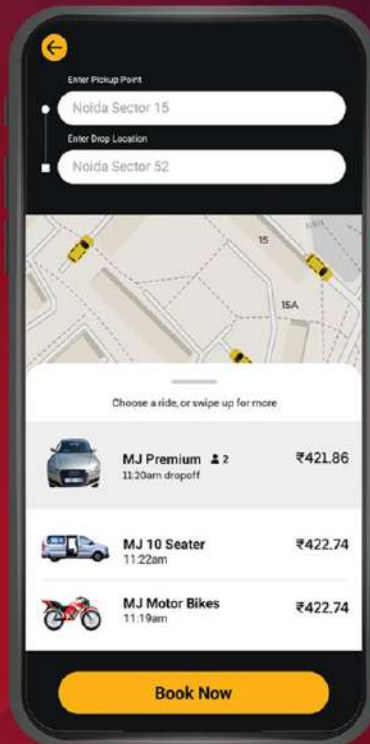 Enter Pickup Point
Noida Sector 15
Enter Drop Location
Noida Sector 52
15
15A
Choose a ride, or swipe up for more
MJ Premium 2 ₹421.86
11:20am dropoff
MJ 10 Seater ₹422.74
11:22am
MJ Motor Bikes ₹422.74
11:19am
Book Now